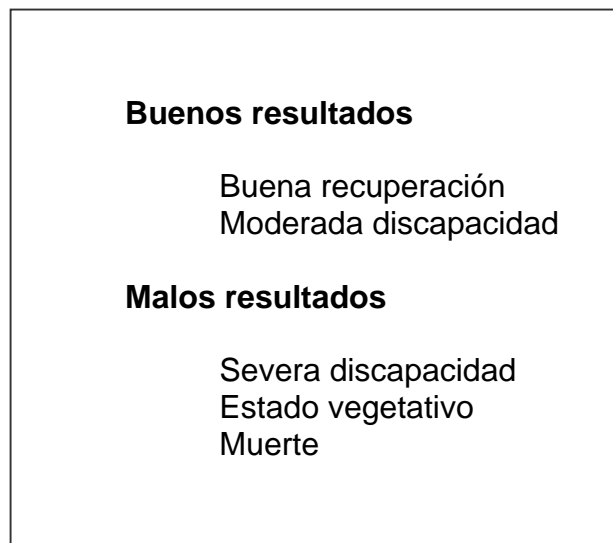 Buenos resultados
Buena recuperación
Moderada discapacidad
Malos resultados
Severa discapacidad
Estado vegetativo
Muerte